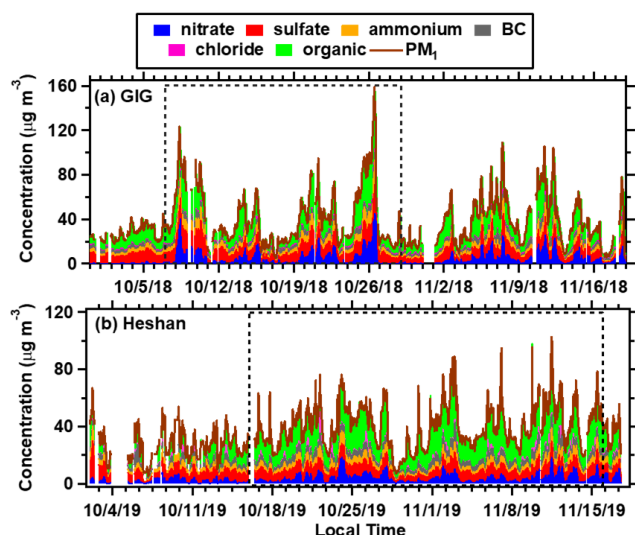 nitrate sulfate ammonium BC
chloride organic PM₁
(a) GIG
Concentration (µg m⁻³)
160
120
80
40
0
10/5/18 10/12/18 10/19/18 10/26/18 11/2/18 11/9/18 11/16/18
(b) Heshan
Concentration (µg m⁻³)
120
80
40
0
10/4/19 10/11/19 10/18/19 10/25/19 11/1/19 11/8/19 11/15/19
Local Time